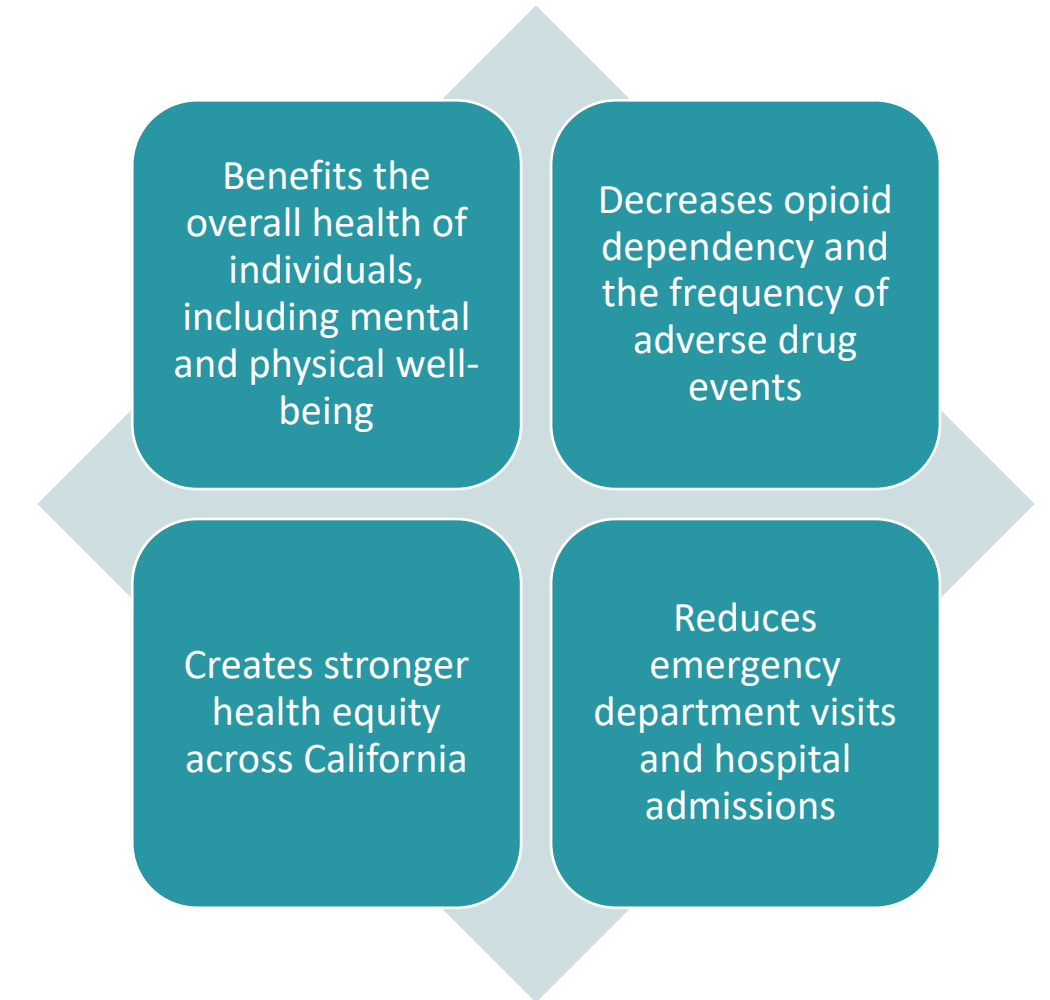 Benefits the
overall health of
individuals,
including mental
and physical well-
being
Decreases opioid
dependency and
the frequency of
adverse drug
events
Creates stronger
health equity
across California
Reduces
emergency
department visits
and hospital
admissions